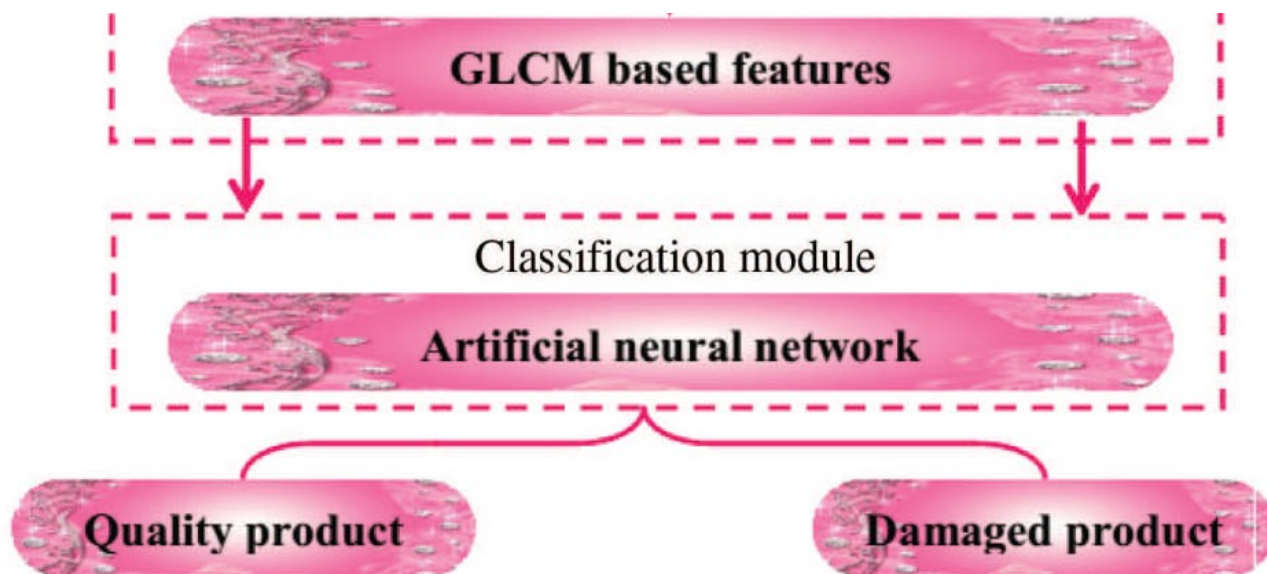 GLCM based features
Classification module
Artificial neural network
Quality product
Damaged product